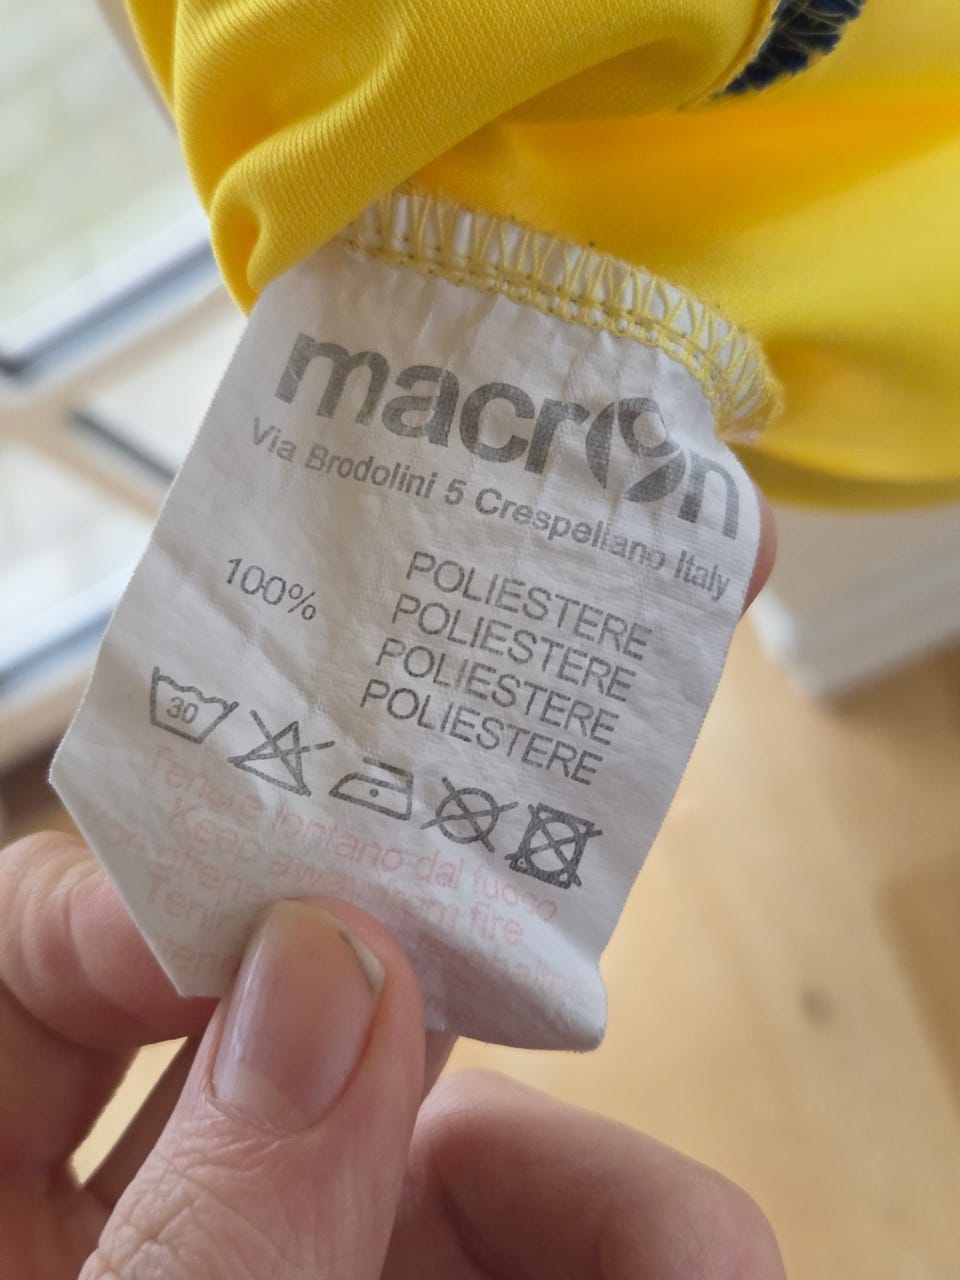 macron
Via Brodolini 5 Crespellano Italy
100% POLIESTERE
POLIESTERE
POLIESTERE
POLIESTERE
30
Tenere lontano dal fuoco
Keep away from fire
Tenir